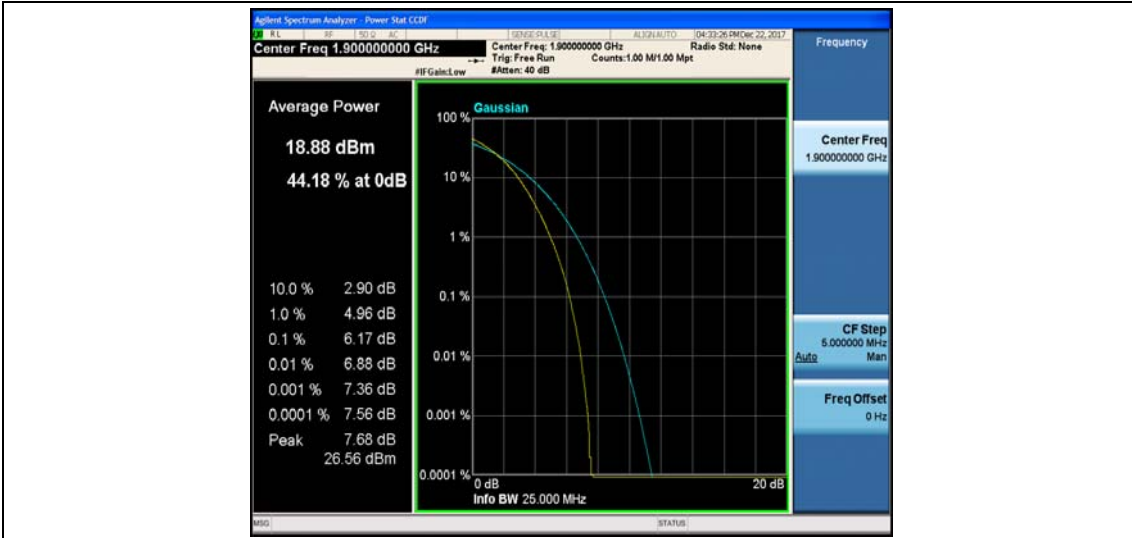 Agilent Spectrum Analyzer - Power Stat CCDF
RL RF 50 Ω AC SENSE:PULSE ALIGNAUTO 04:33:26 PM Dec 22, 2017
Center Freq 1.900000000 GHz
Center Freq: 1.900000000 GHz Radio Std: None
Trig: Free Run Counts:1.00 M/1.00 Mpt
#IFGain:Low #Atten: 40 dB
Frequency
Average Power
18.88 dBm
44.18 % at 0dB
10.0 % 2.90 dB
1.0 % 4.96 dB
0.1 % 6.17 dB
0.01 % 6.88 dB
0.001 % 7.36 dB
0.0001 % 7.56 dB
Peak 7.68 dB
26.56 dBm
Gaussian
100 %
10 %
1 %
0.1 %
0.01 %
0.001 %
0.0001 %
0 dB 20 dB
Info BW 25.000 MHz
Center Freq
1.900000000 GHz
CF Step
5.000000 MHz
Auto Man
Freq Offset
0 Hz
MSG STATUS